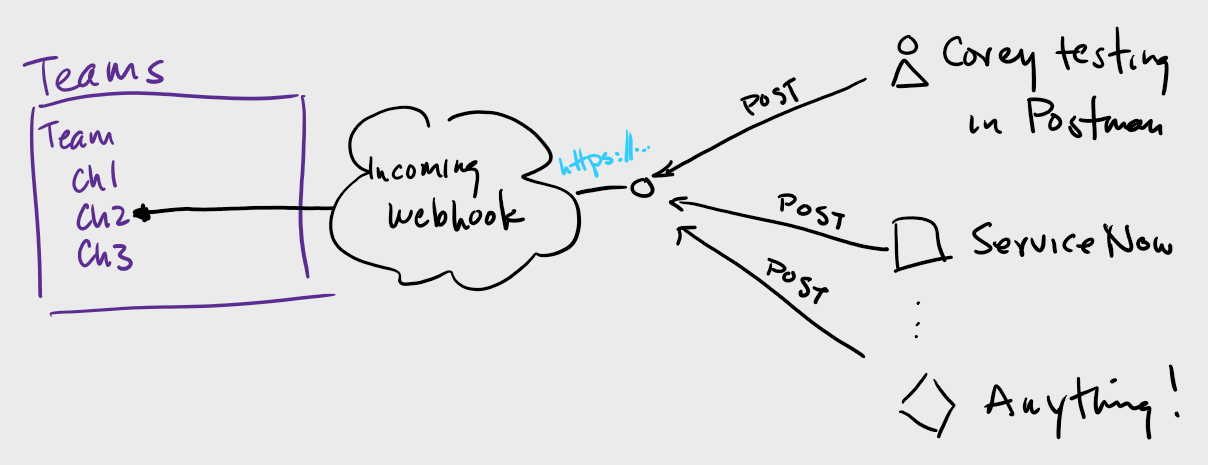 Teams
Team
Ch1
Ch2
Ch3
Incoming
Webhook
https://...
POST
Corey testing
in Postman
POST
ServiceNow
POST
Anything!